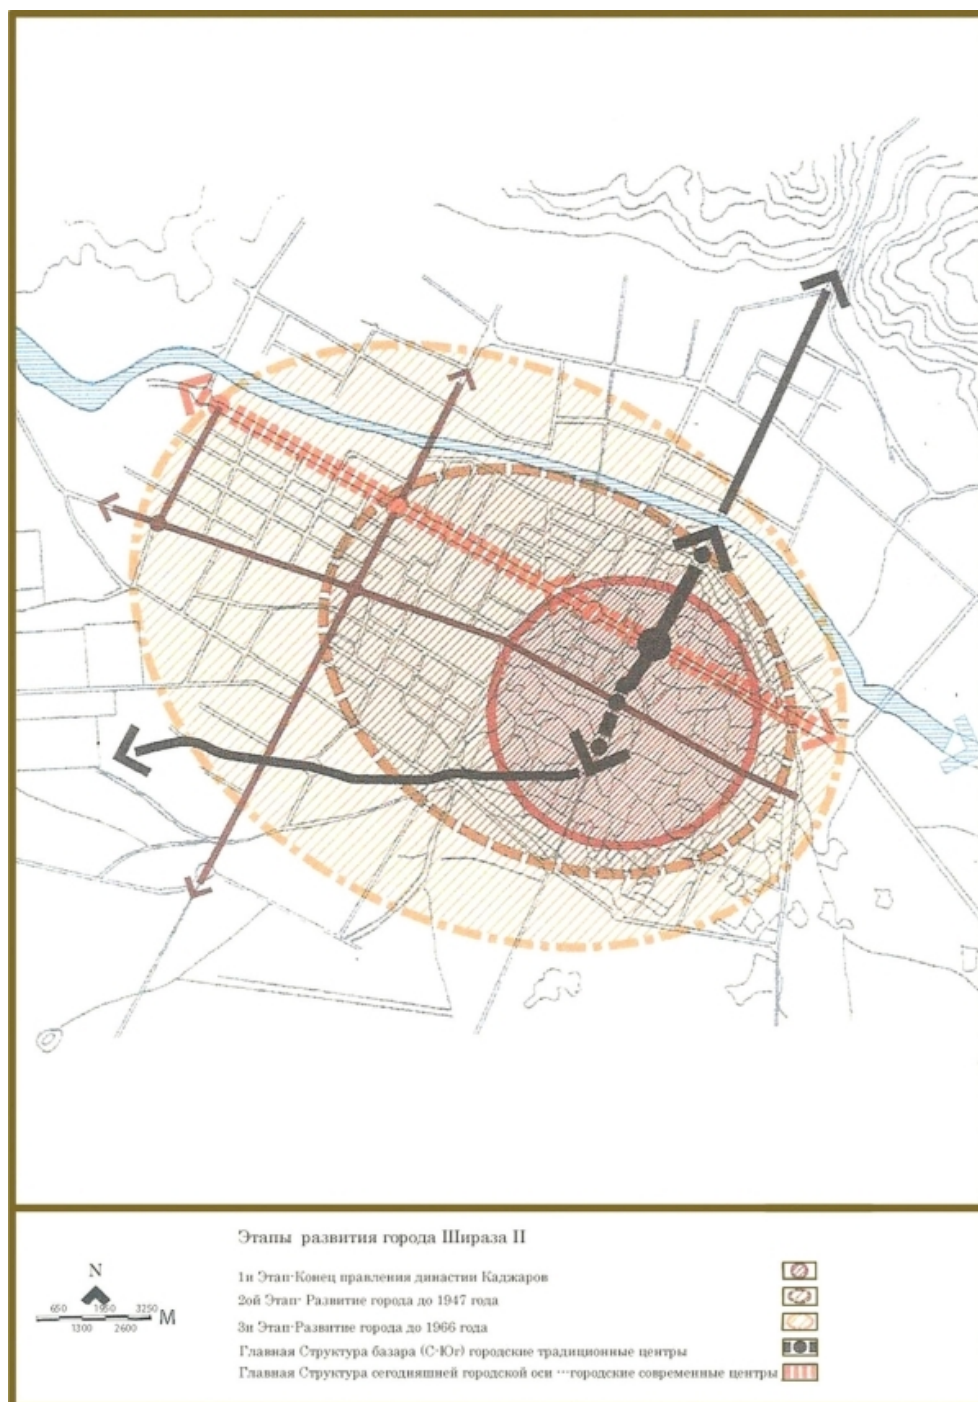 Этапы развития города Шираза II
N
650 1950 3250
M
1300 2600
1и Этап-Конец правления династии Каджаров
2ой Этап- Развитие города до 1947 года
3и Этап-Развитие города до 1966 года
Главная Структура базара (С-Юг) городские традиционные центры
Главная Структура сегодняшней городской оси ···городские современные центры